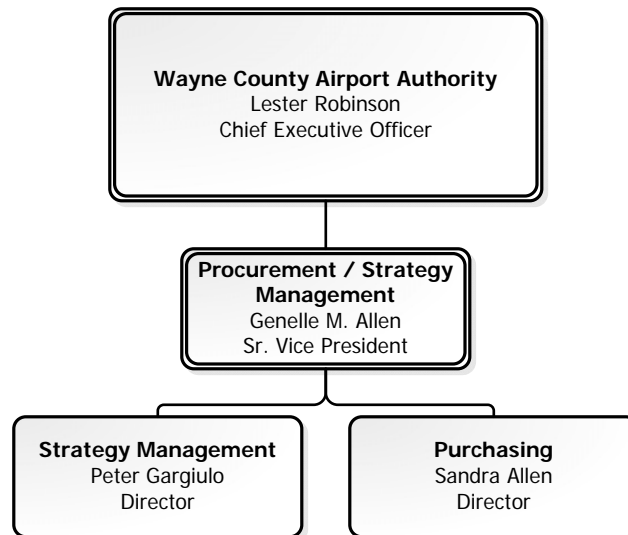 Wayne County Airport Authority
Lester Robinson
Chief Executive Officer
Procurement / Strategy
Management
Genelle M. Allen
Sr. Vice President
Strategy Management
Peter Gargiulo
Director
Purchasing
Sandra Allen
Director